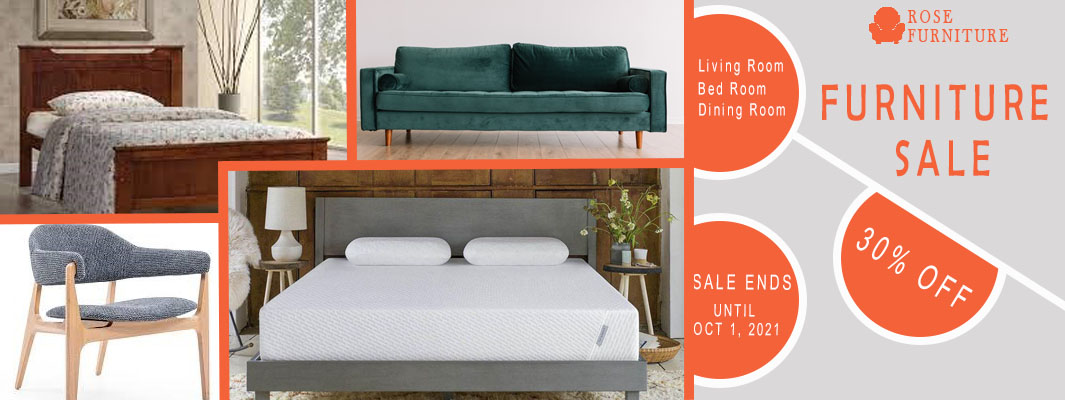 ROSE
FURNITURE
FURNITURE
SALE
Living Room
Bed Room
Dining Room
30% OFF
SALE ENDS
UNTIL
OCT 1, 2021